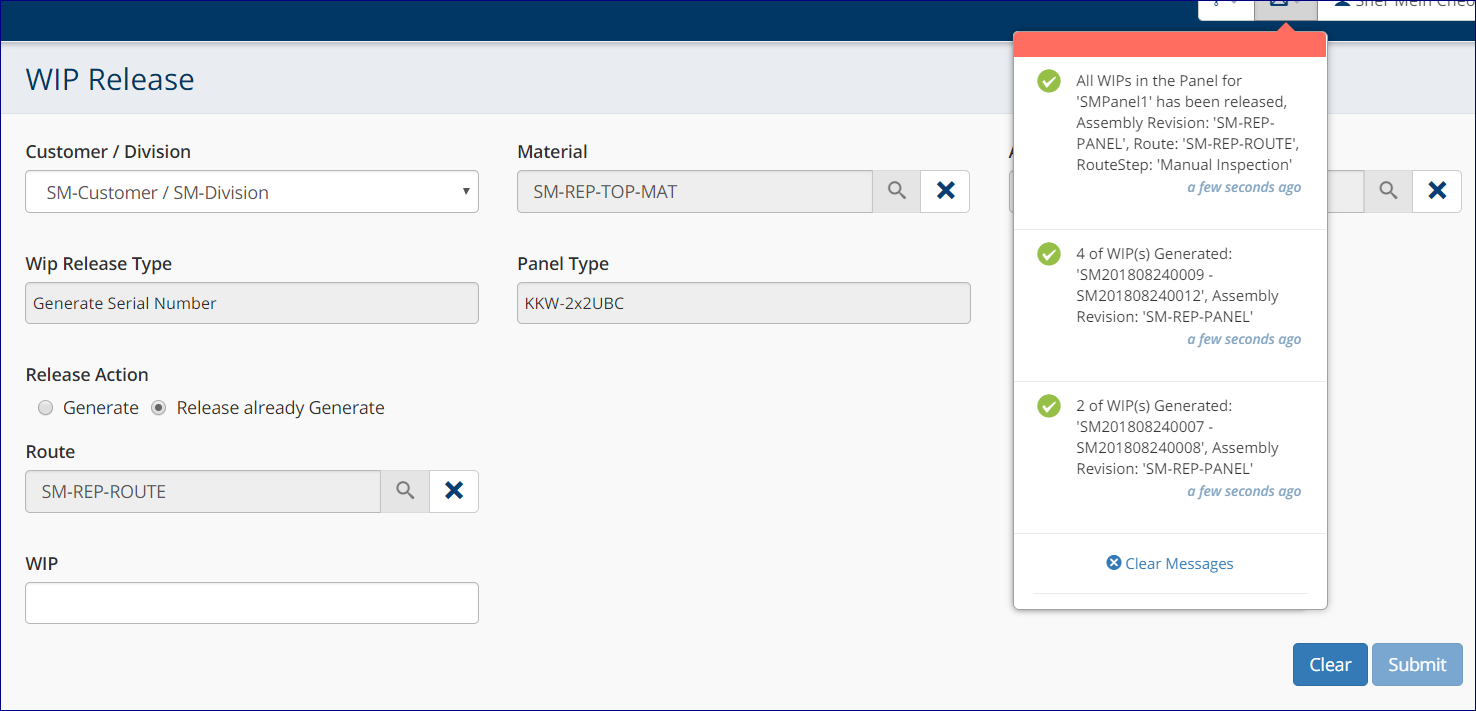 WIP Release
Customer / Division
SM-Customer / SM-Division
Material
SM-REP-TOP-MAT
Wip Release Type
Generate Serial Number
Panel Type
KKW-2x2UBC
Release Action
Generate
Release already Generate
Route
SM-REP-ROUTE
WIP
All WIPs in the Panel for
'SMPanel1' has been released,
Assembly Revision: 'SM-REP-
PANEL', Route: 'SM-REP-ROUTE',
RouteStep: 'Manual Inspection'
a few seconds ago
4 of WIP(s) Generated:
'SM201808240009 -
SM201808240012', Assembly
Revision: 'SM-REP-PANEL'
a few seconds ago
2 of WIP(s) Generated:
'SM201808240007 -
SM201808240008', Assembly
Revision: 'SM-REP-PANEL'
a few seconds ago
Clear Messages
Clear
Submit